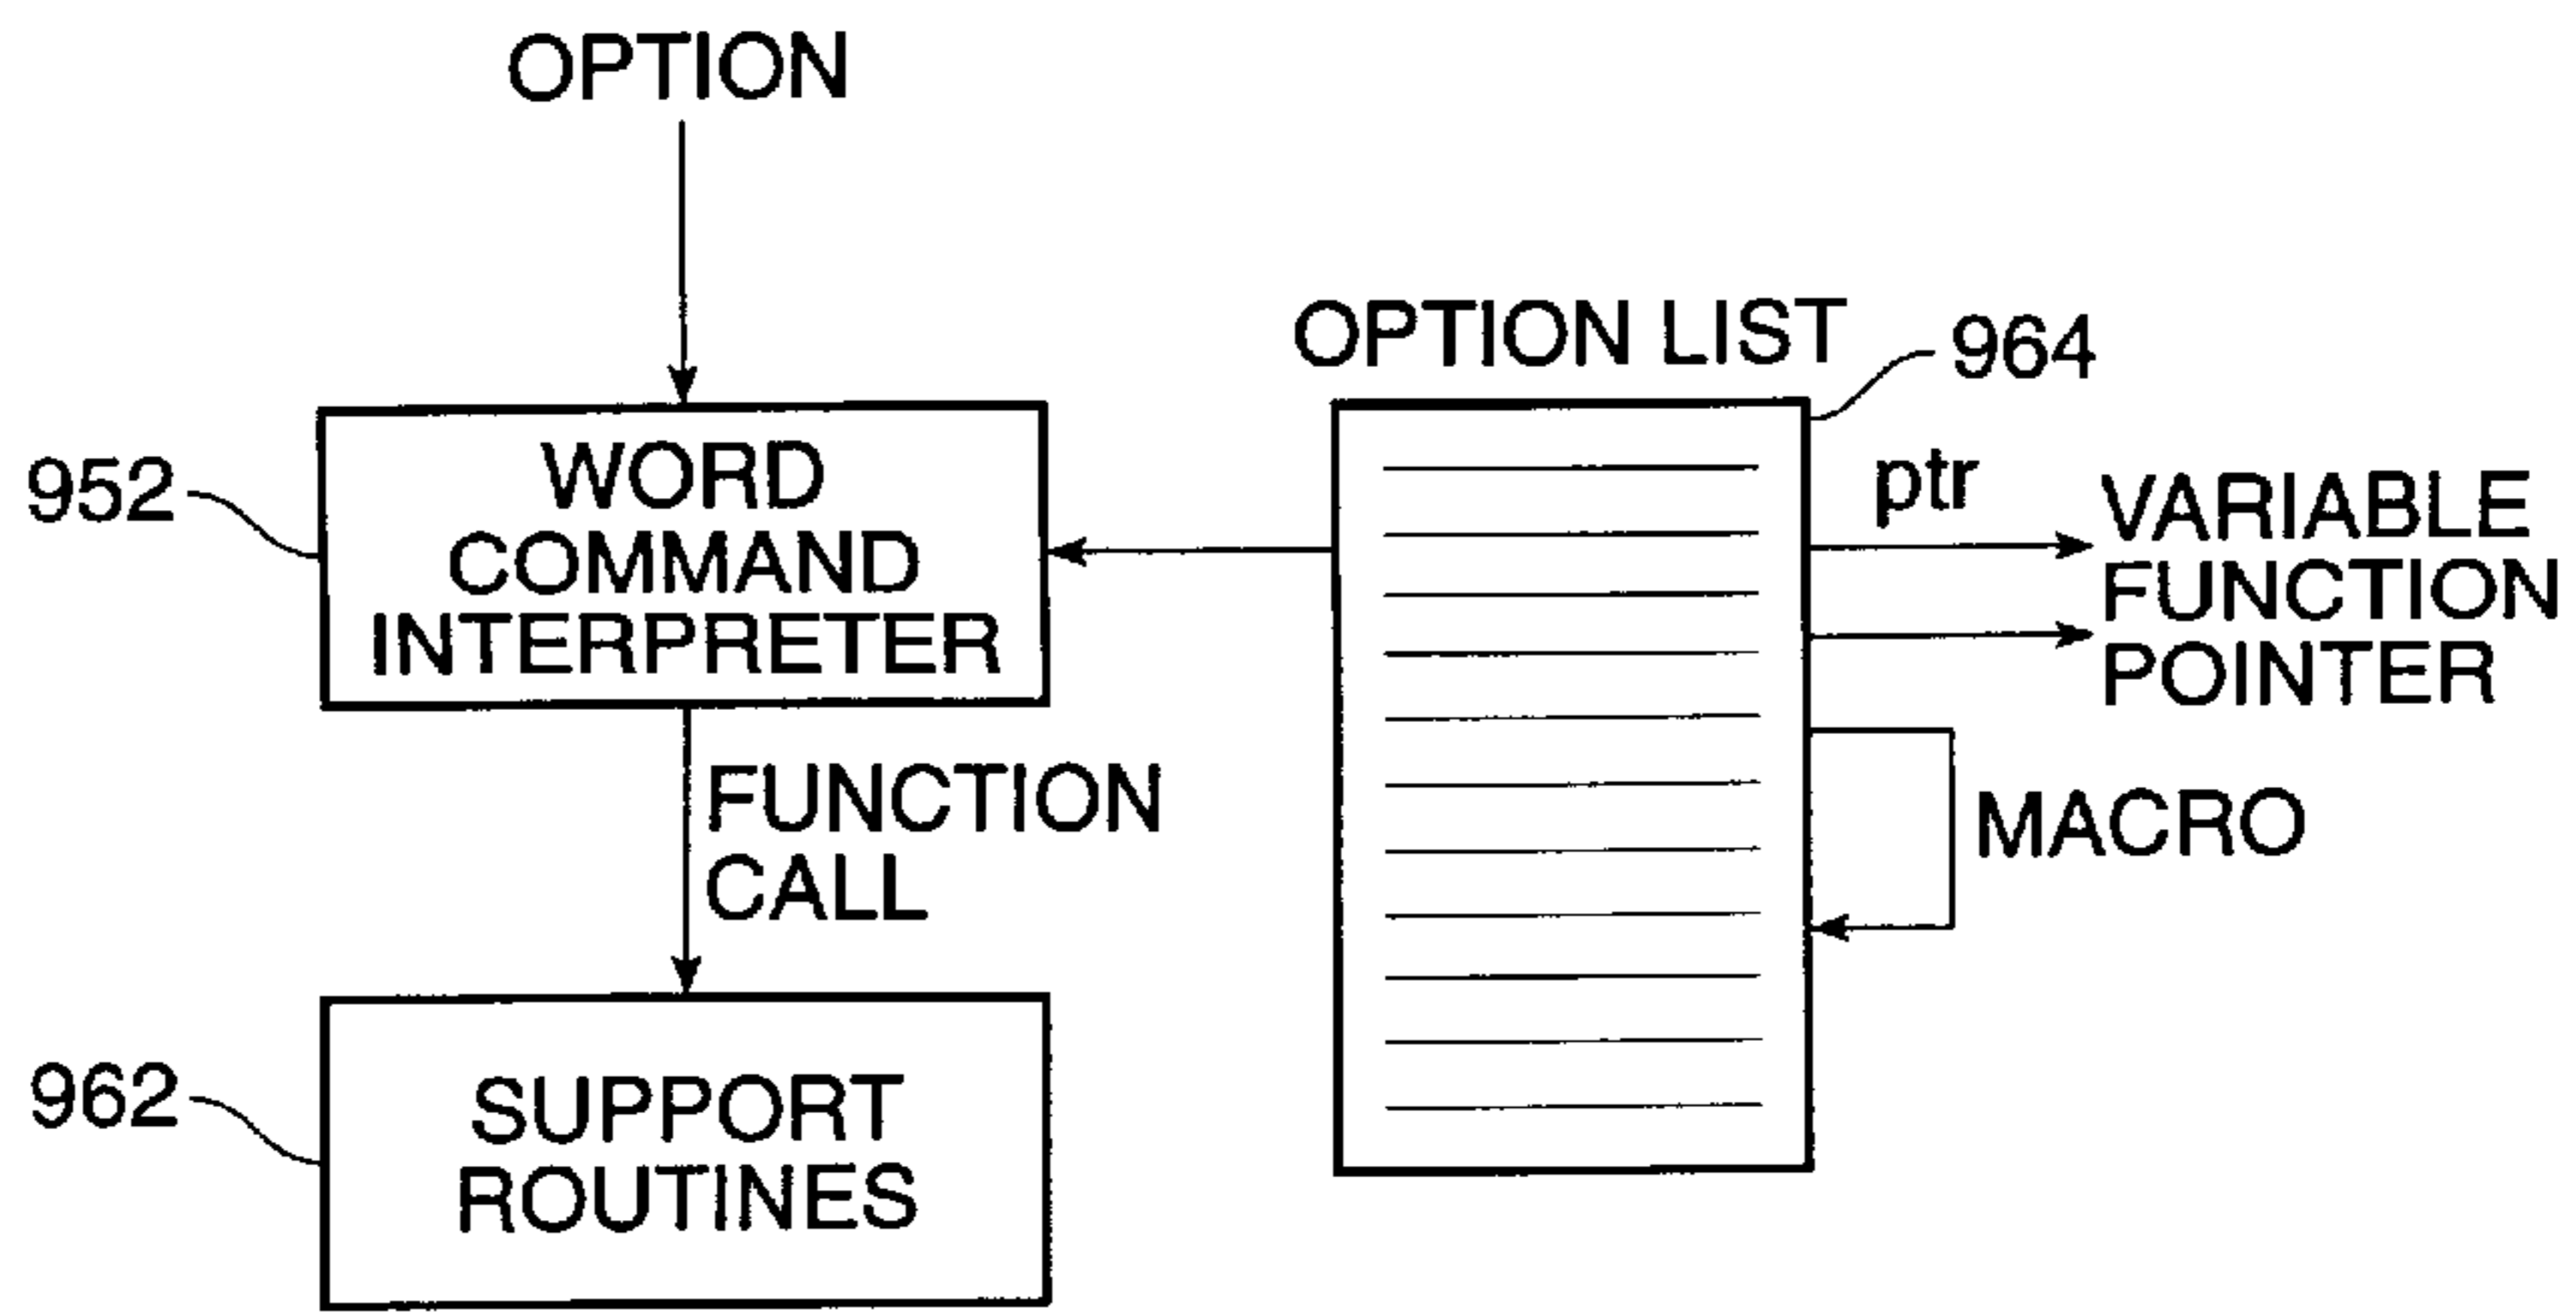 OPTION
952
WORD
COMMAND
INTERPRETER
FUNCTION
CALL
962
SUPPORT
ROUTINES
OPTION LIST
964
ptr
VARIABLE
FUNCTION
POINTER
MACRO